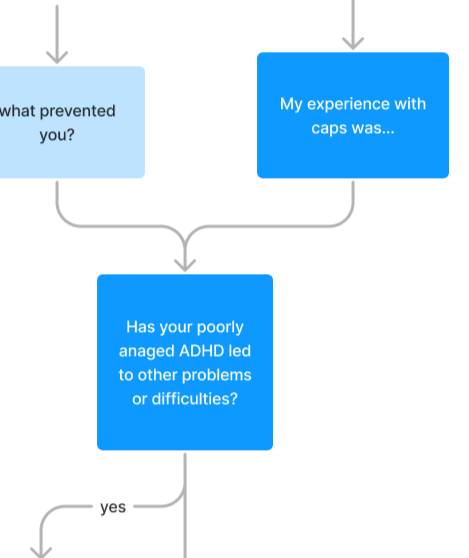 what prevented
you?
My experience with
caps was...
Has your poorly
anaged ADHD led
to other problems
or difficulties?
yes